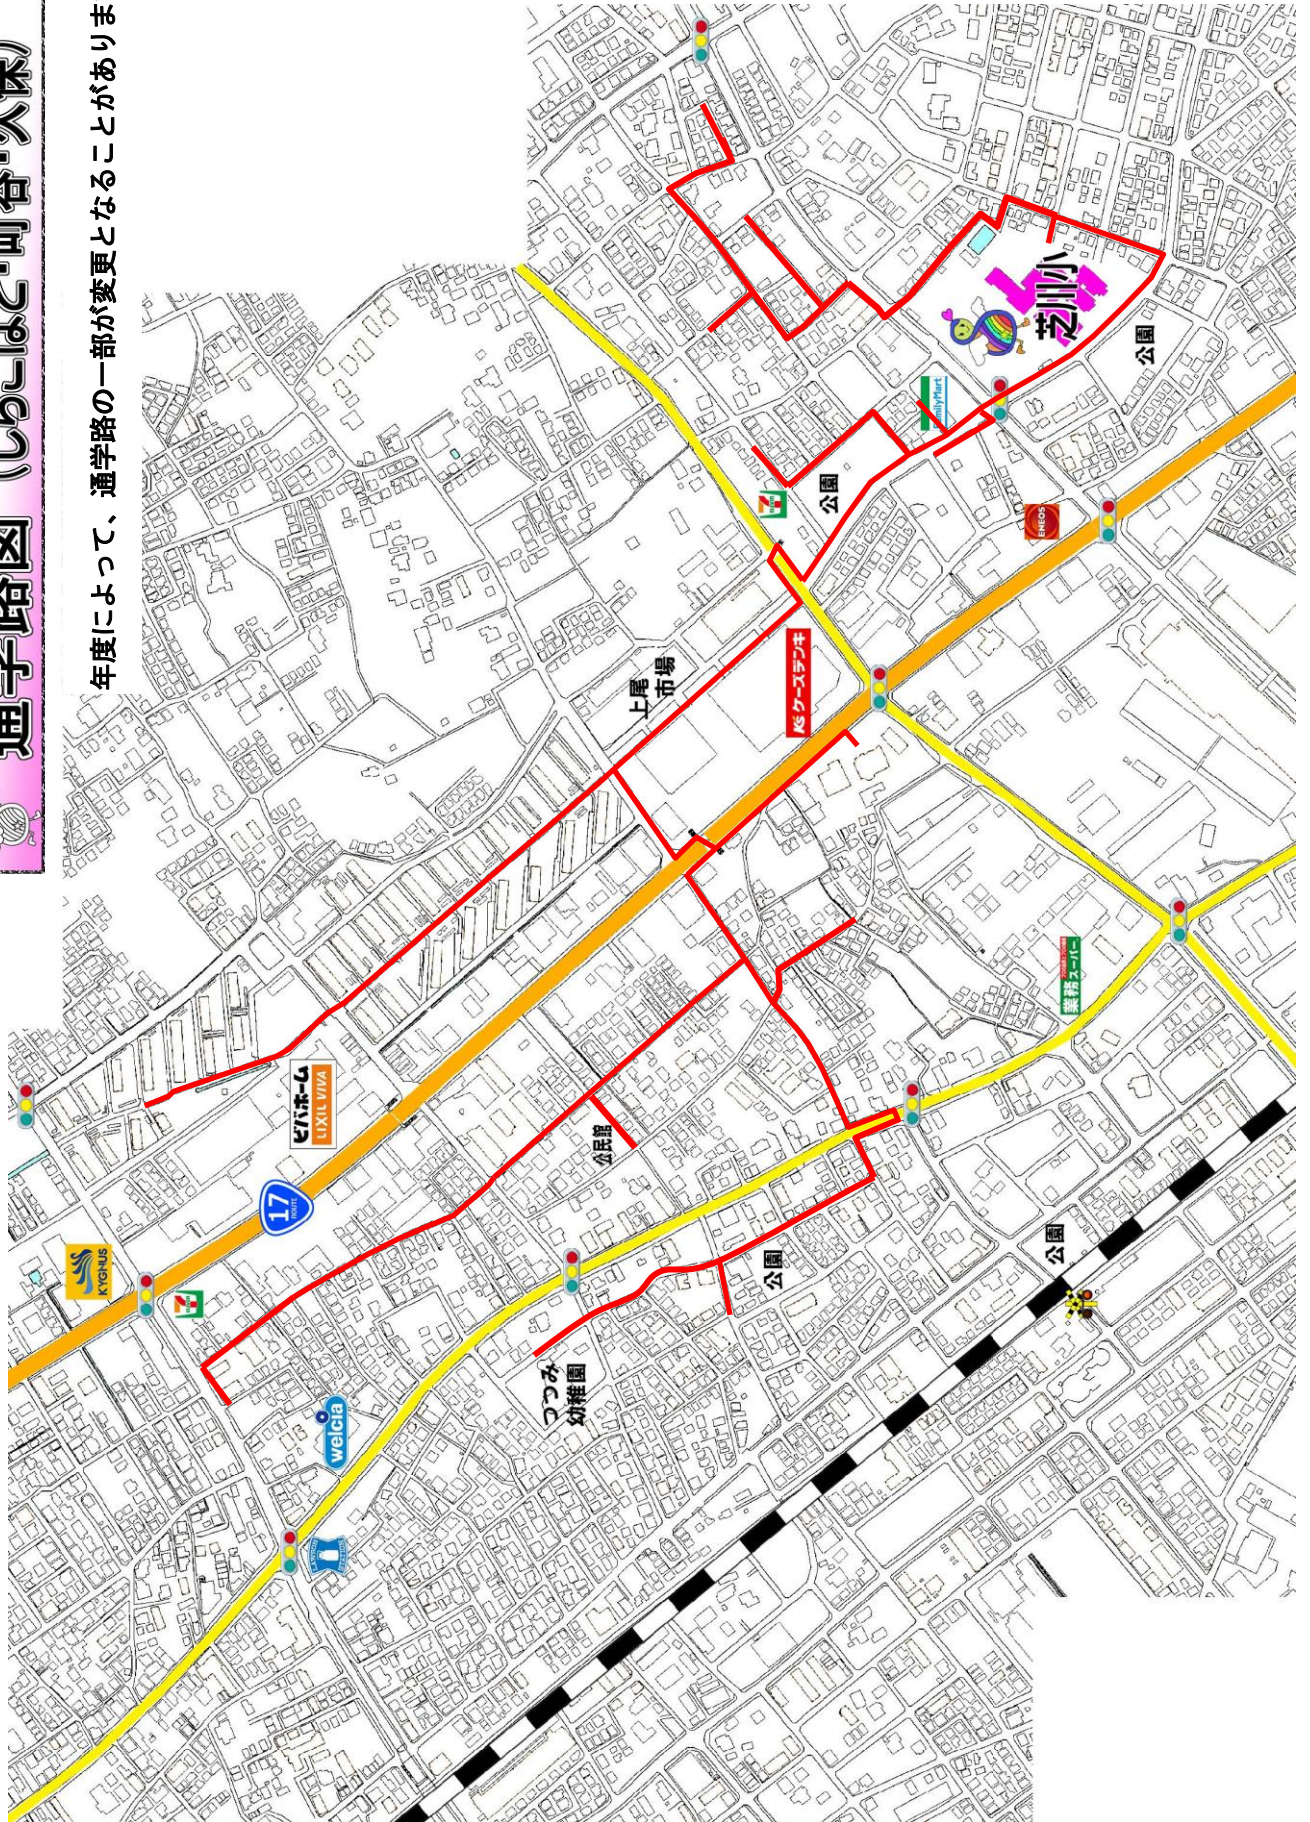 通学路図 (しらこばと・町谷・久保)
年度によって、通学路の一部が変更となることがありま
芝川小
公園
FamilyMart
公園
ENEOS
上尾
市場
K'sケーズデンキ
業務スーパー
ビバホーム
LIXIL VIVA
17
ROUTE
KYGNUS
公民館
公園
公園
つつみ
幼稚園
welcia
LAWSON
STATION